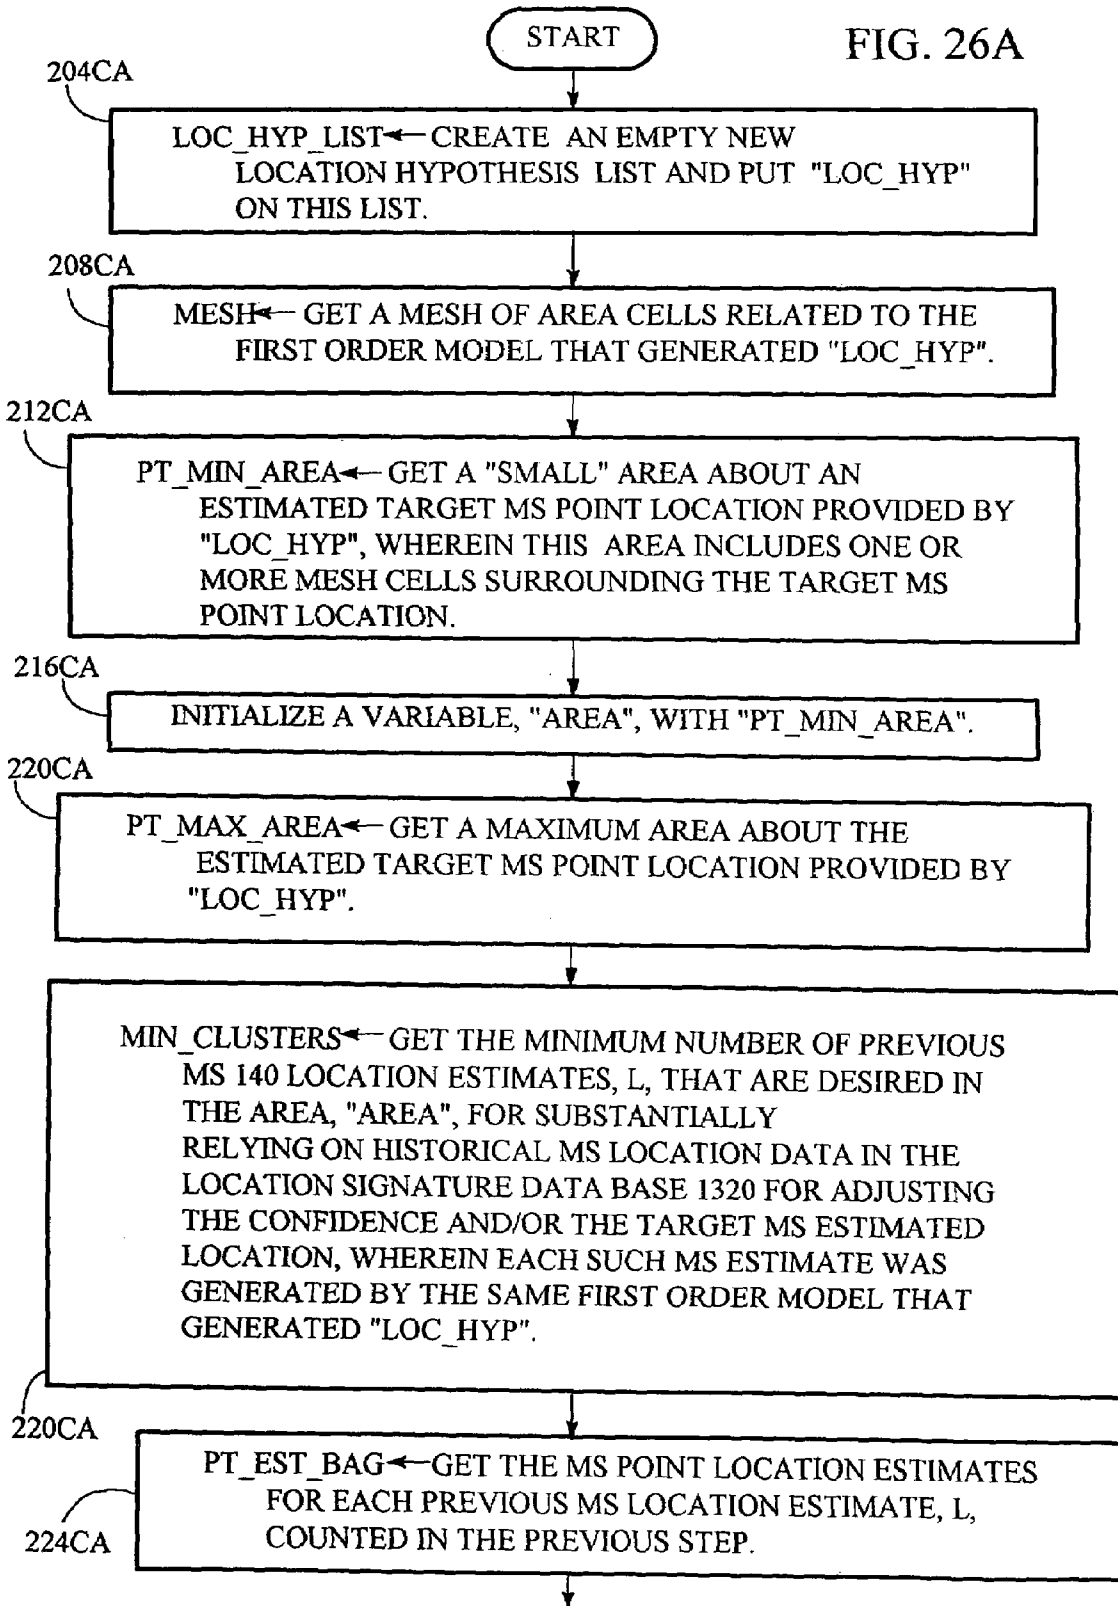 START
FIG. 26A
204CA
LOC_HYP_LIST← CREATE AN EMPTY NEW
LOCATION HYPOTHESIS LIST AND PUT "LOC_HYP"
ON THIS LIST.
208CA
MESH← GET A MESH OF AREA CELLS RELATED TO THE
FIRST ORDER MODEL THAT GENERATED "LOC_HYP".
212CA
PT_MIN_AREA← GET A "SMALL" AREA ABOUT AN
ESTIMATED TARGET MS POINT LOCATION PROVIDED BY
"LOC_HYP", WHEREIN THIS AREA INCLUDES ONE OR
MORE MESH CELLS SURROUNDING THE TARGET MS
POINT LOCATION.
216CA
INITIALIZE A VARIABLE, "AREA", WITH "PT_MIN_AREA".
220CA
PT_MAX_AREA← GET A MAXIMUM AREA ABOUT THE
ESTIMATED TARGET MS POINT LOCATION PROVIDED BY
"LOC_HYP".
MIN_CLUSTERS← GET THE MINIMUM NUMBER OF PREVIOUS
MS 140 LOCATION ESTIMATES, L, THAT ARE DESIRED IN
THE AREA, "AREA", FOR SUBSTANTIALLY
RELYING ON HISTORICAL MS LOCATION DATA IN THE
LOCATION SIGNATURE DATA BASE 1320 FOR ADJUSTING
THE CONFIDENCE AND/OR THE TARGET MS ESTIMATED
LOCATION, WHEREIN EACH SUCH MS ESTIMATE WAS
GENERATED BY THE SAME FIRST ORDER MODEL THAT
GENERATED "LOC_HYP".
220CA
PT_EST_BAG←GET THE MS POINT LOCATION ESTIMATES
FOR EACH PREVIOUS MS LOCATION ESTIMATE, L,
COUNTED IN THE PREVIOUS STEP.
224CA